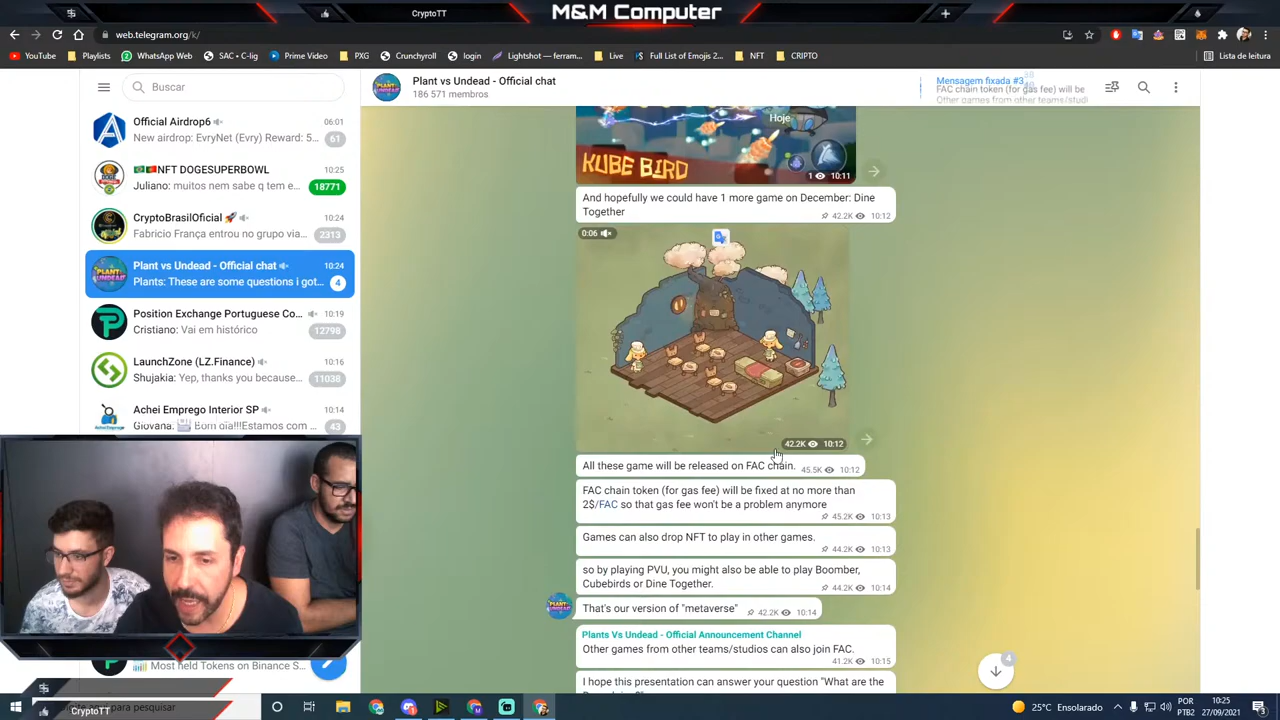 CryptoTT
M&M Computer
web.telegram.org/k/
YouTube
Playlists
WhatsApp Web
SAC • C-lig
Prime Video
PXG
Crunchyroll
login
Lightshot — ferram...
Live
Full List of Emojis D...
NFT
CRIPTO
Lista de leitura
Buscar
Plant vs Undead - Official chat
186 571 membros
Mensagem fixada #3
FAC chain token (for gas fee) will be
Other games from other teams/studi
Official Airdrop6
06:01
New airdrop: EvryNet (Evry) Reward: 5...
61
NFT DOGESUPERBOWL
10:25
Juliano: muitos nem sabe q tem e...
18771
CryptoBrasilOficial 🚀
10:24
Fabricio França entrou no grupo via...
2313
Plant vs Undead - Official chat
10:24
Plants: These are some questions i got...
4
Position Exchange Portuguese Co...
10:19
Cristiano: Vai em histórico
12798
LaunchZone (LZ.Finance)
10:16
Shujakia: Yep, thanks you because...
11038
Achei Emprego Interior SP
10:14
Giovana: Bom dia!!!Estamos com ...
43
Most held Tokens on Binance S...
Hoje
KUBE BIRD
1 10:11
And hopefully we could have 1 more game on December: Dine
Together
42.2K 10:12
0:06
42.2K 10:12
All these game will be released on FAC chain.
45.5K 10:12
FAC chain token (for gas fee) will be fixed at no more than
2$/FAC so that gas fee won't be a problem anymore
45.2K 10:13
Games can also drop NFT to play in other games.
44.2K 10:13
so by playing PVU, you might also be able to play Boomber,
Cubebirds or Dine Together.
44.2K 10:14
That's our version of "metaverse"
42.2K 10:14
Plants Vs Undead - Official Announcement Channel
Other games from other teams/studios can also join FAC.
41.2K 10:15
I hope this presentation can answer your question "What are the
4
CryptoTT
aqui para pesquisar
25°C Ensolarado
POR
PTB2
10:25
27/09/2021